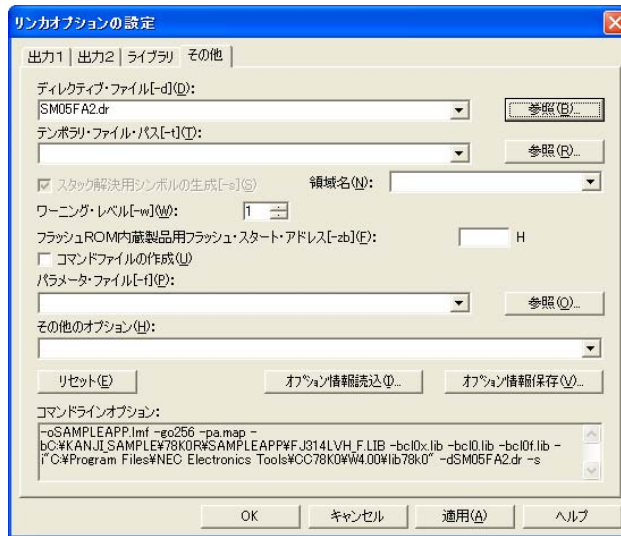 リンカオプションの設定
出力1 出力2 ライブラリ その他
ディレクティブ・ファイル[-d](D):
SM05FA2.dr
参照(B)...
テンポラリ・ファイル・パス[-t](T):
参照(R)...
スタック解決用シンボルの生成[-s](S) 領域名(N):
ワーニング・レベル[-w](W): 1
フラッシュROM内蔵製品用フラッシュ・スタート・アドレス[-zb](F): H
コマンドファイルの作成(U)
パラメータ・ファイル[-f](P):
参照(O)...
その他のオプション(H):
リセット(E) オプション情報読込(I)... オプション情報保存(V)...
コマンドラインオプション:
-oSAMPLEAPP.lmf -go256 -pa.map -
bC:¥KANJI_SAMPLE¥78K0R¥SAMPLEAPP¥FJ314LVH_F.LIB -bcl0x.lib -bcl0.lib -bcl0f.lib -
i"C:¥Program Files¥NEC Electronics Tools¥CC78K0¥W4.00¥lib78k0" -dSM05FA2.dr -s
OK キャンセル 適用(A) ヘルプ